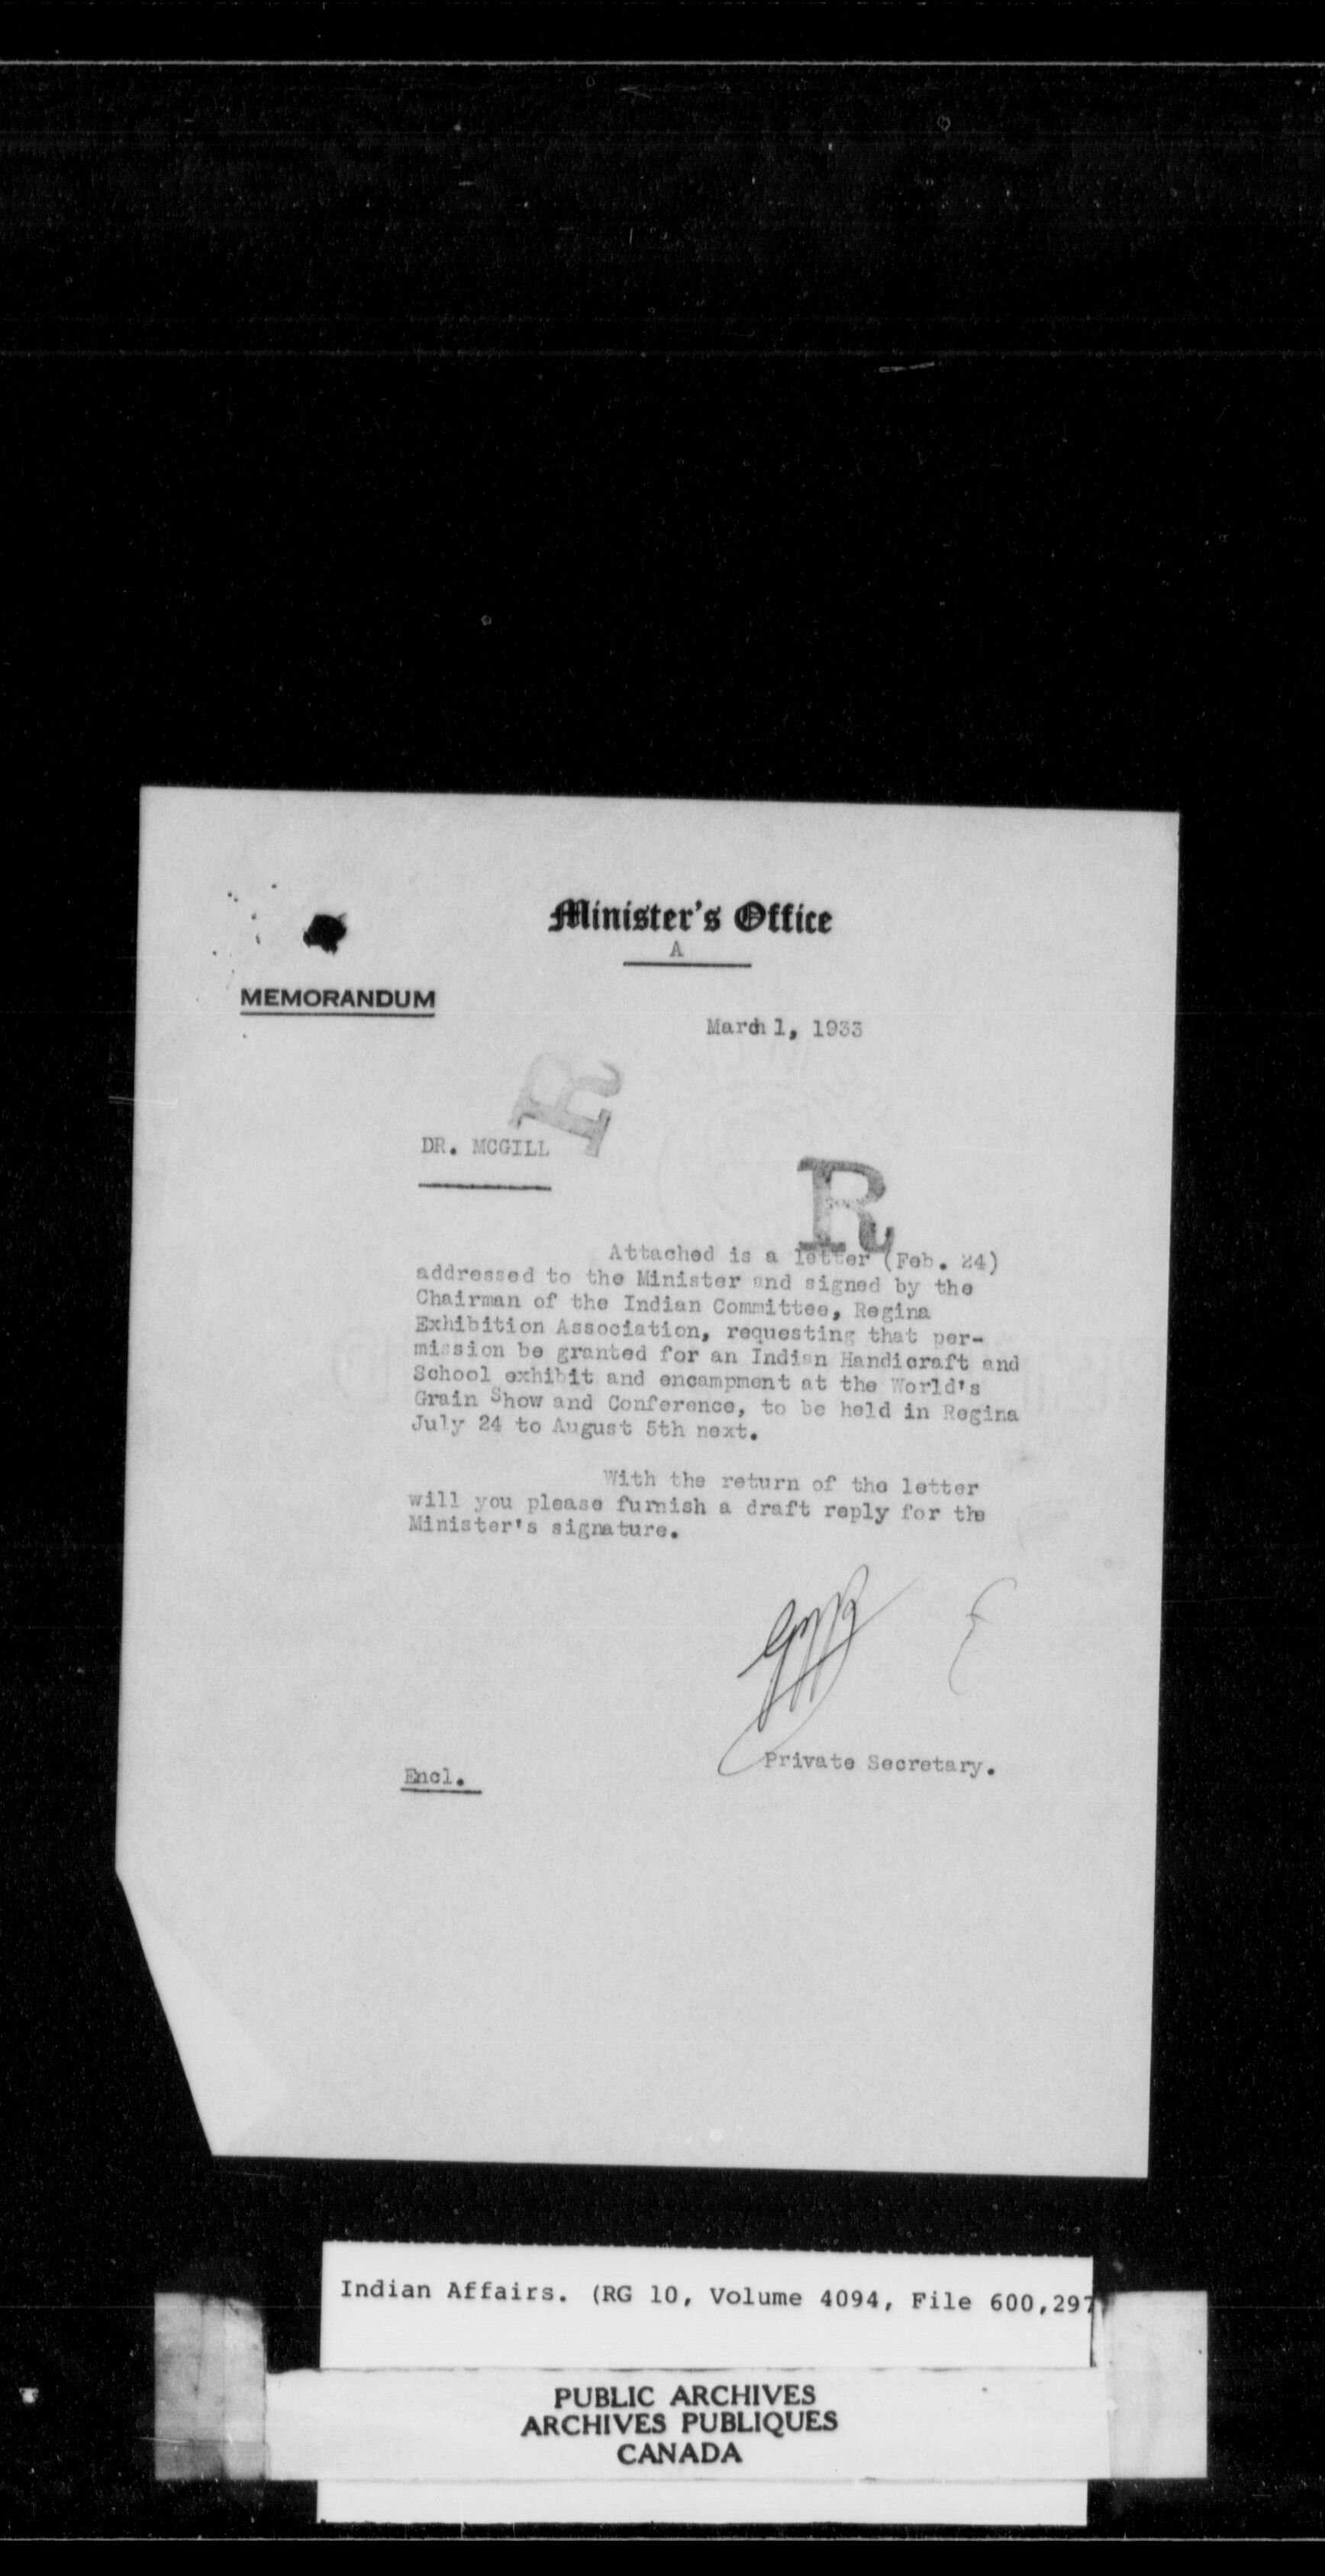 Minister's Office
A
MEMORANDUM
March 1, 1933
R
DR. MCGILL
R
Attached is a letter (Feb. 24)
addressed to the Minister and signed by the
Chairman of the Indian Committee, Regina
Exhibition Association, requesting that per-
mission be granted for an Indian Handicraft and
School exhibit and encampment at the World's
Grain Show and Conference, to be held in Regina
July 24 to August 5th next.
With the return of the letter
will you please furnish a draft reply for the
Minister's signature.
Private Secretary.
Encl.
Indian Affairs. (RG 10, Volume 4094, File 600,297
PUBLIC ARCHIVES
ARCHIVES PUBLIQUES
CANADA